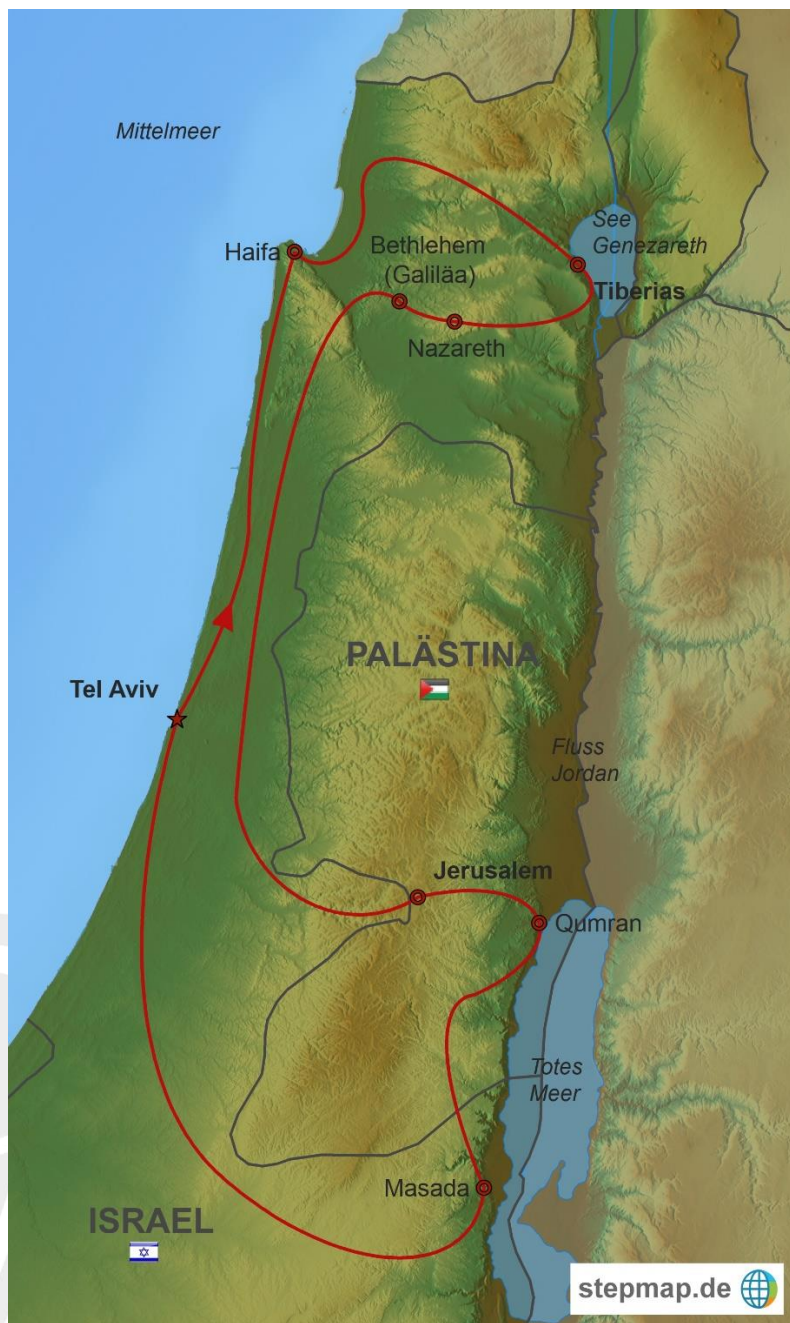 Mittelmeer
See
Genezareth
Haifa
Bethlehem
(Galiläa)
Tiberias
Nazareth
PALÄSTINA
Tel Aviv
Fluss
Jordan
Jerusalem
Qumran
Totes
Meer
Masada
ISRAEL
stepmap.de